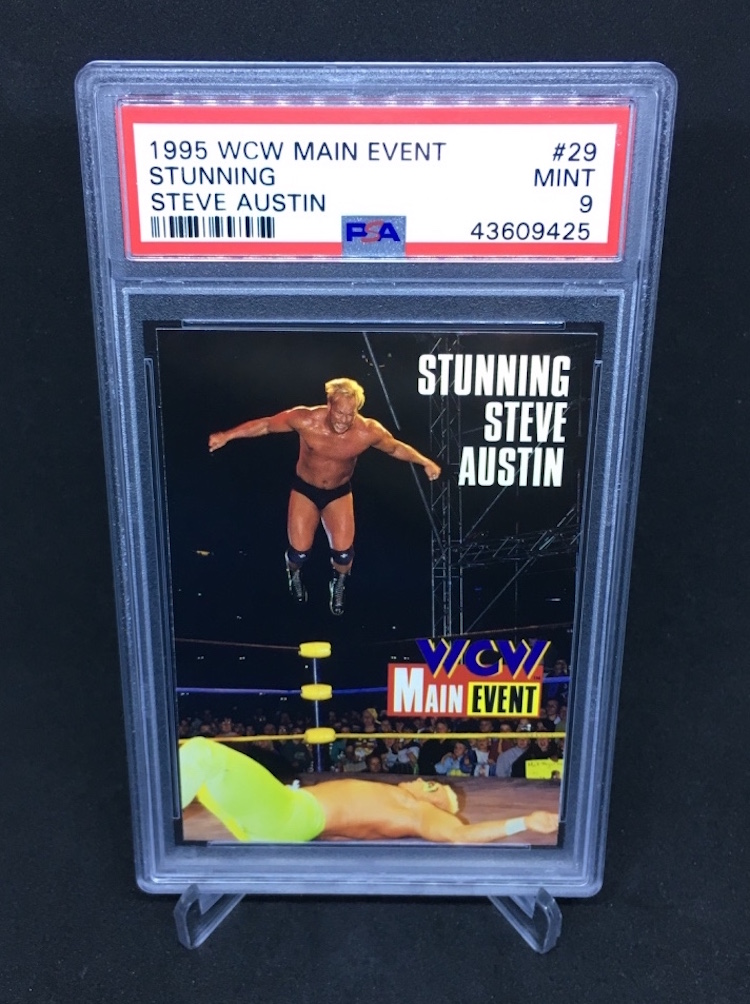 1995 WCW MAIN EVENT #29
STUNNING MINT
STEVE AUSTIN 9
PSA 43609425
STUNNING
STEVE
AUSTIN
WCW
MAIN EVENT